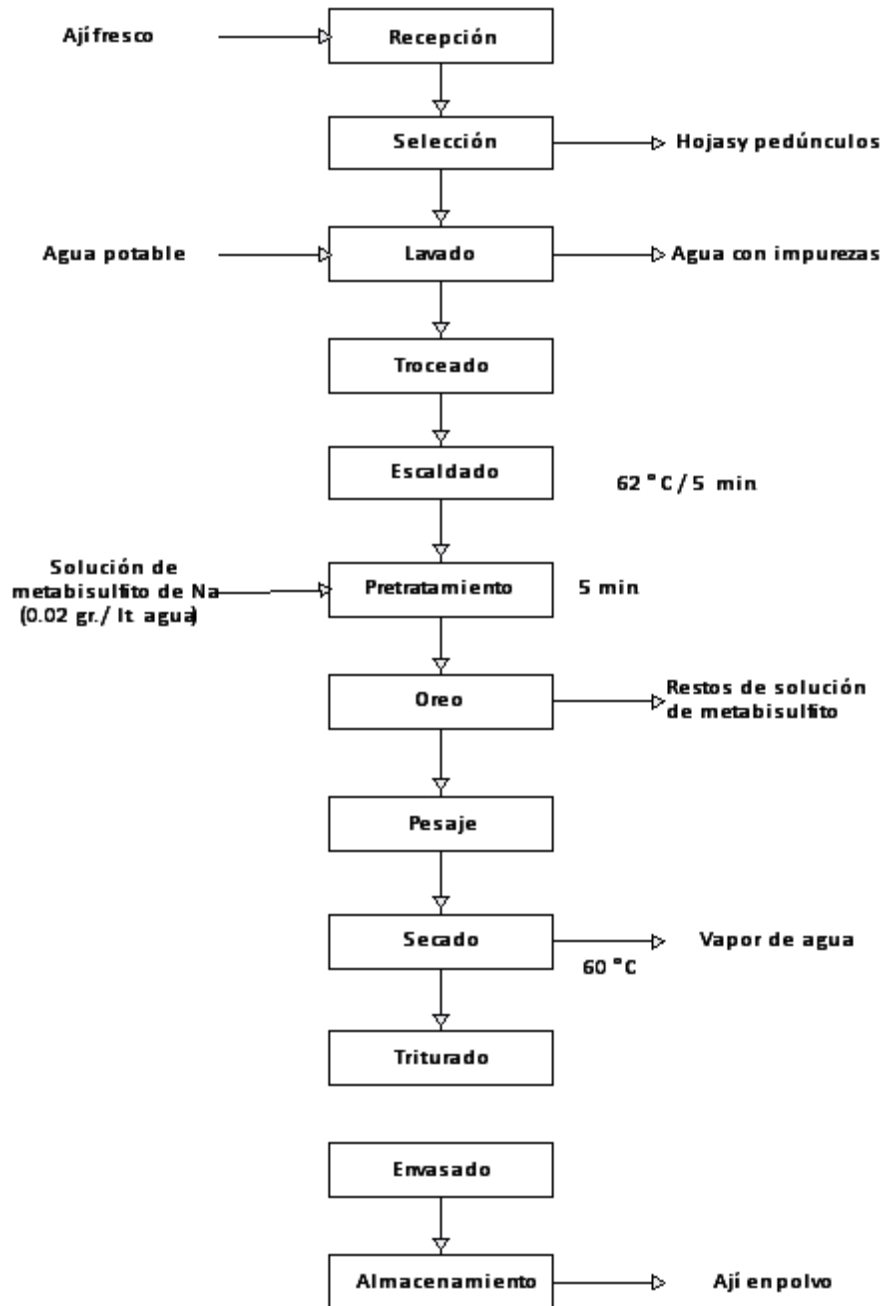 Ají fresco
Recepción
Selección
Hojas y pedúnculos
Agua potable
Lavado
Agua con impurezas
Troceado
Escaldado
62 °C / 5 min
Solución de
metabisulfito de Na
(0.02 gr./ lt. agua)
Pretratamiento
5 min
Oreo
Restos de solución
de metabisulfito
Pesaje
Secado
Vapor de agua
60 °C
Triturado
Envasado
Almacenamiento
Ají en polvo